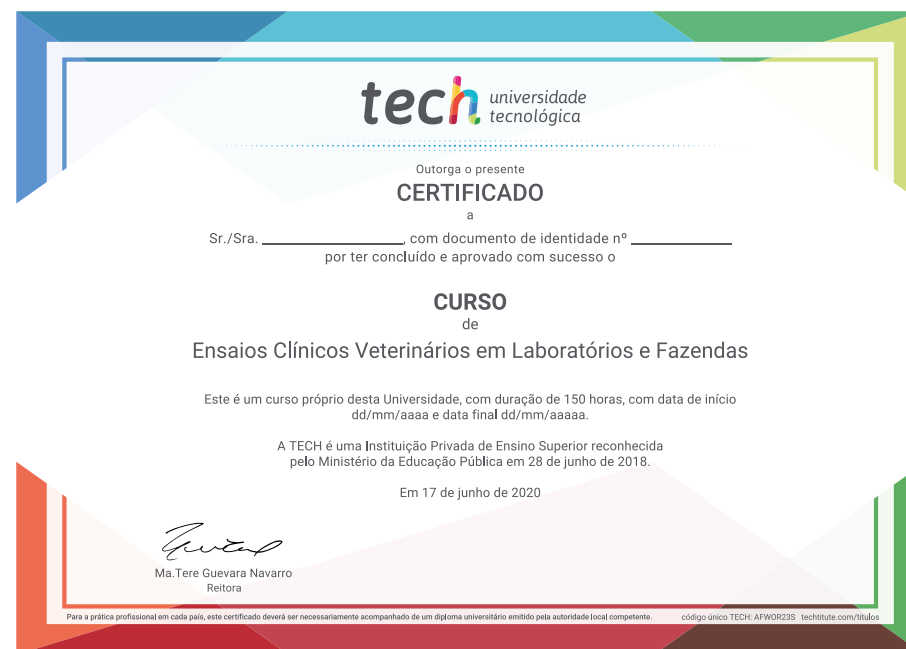 tech universidade
tecnológica
Outorga o presente
CERTIFICADO
a
Sr./Sra. ____________, com documento de identidade nº ____________
por ter concluído e aprovado com sucesso o
CURSO
de
Ensaios Clínicos Veterinários em Laboratórios e Fazendas
Este é um curso próprio desta Universidade, com duração de 150 horas, com data de início
dd/mm/aaaa e data final dd/mm/aaaaa.
A TECH é uma Instituição Privada de Ensino Superior reconhecida
pelo Ministério da Educação Pública em 28 de junho de 2018.
Em 17 de junho de 2020
Ma.Tere Guevara Navarro
Reitora
Para a prática profissional em cada país, este certificado deverá ser necessariamente acompanhado de um diploma universitário emitido pela autoridade local competente. código único TECH: AFWOR23S techtitute.com/titulos